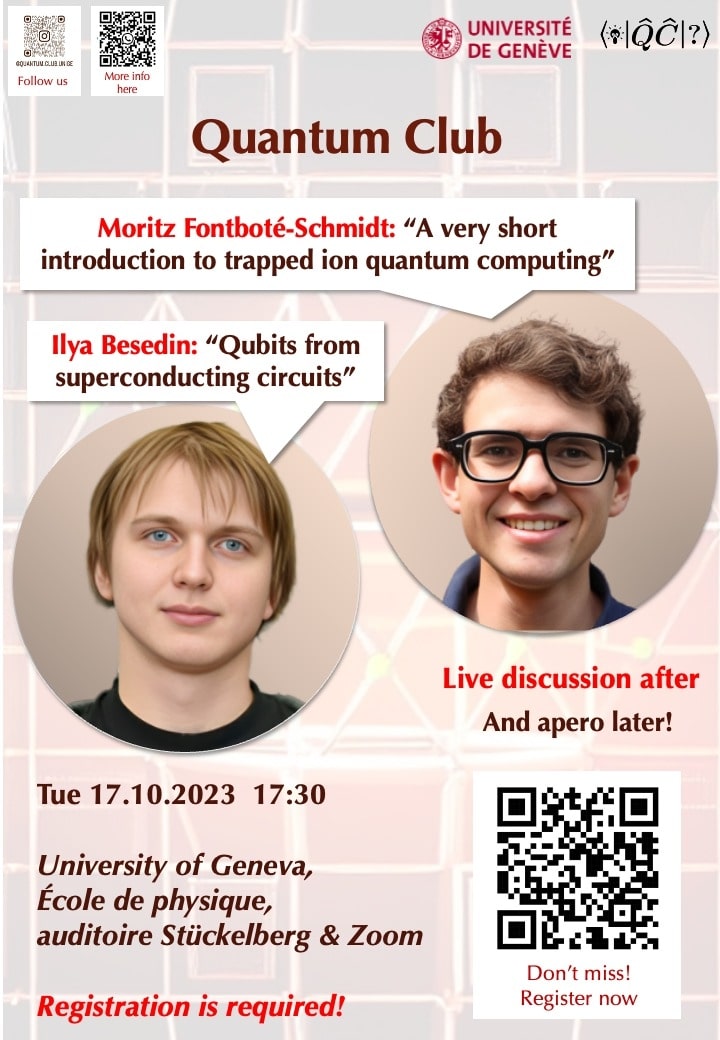 @QUANTUM.CLUB.UNIGE
Follow us
More info
here
UNIVERSITÉ
DE GENÈVE
⟨|Q̂Ĉ|?⟩
Quantum Club
Moritz Fontboté-Schmidt: “A very short
introduction to trapped ion quantum computing”
Ilya Besedin: “Qubits from
superconducting circuits”
Live discussion after
And apero later!
Tue 17.10.2023 17:30
University of Geneva,
École de physique,
auditoire Stückelberg & Zoom
Registration is required!
Don’t miss!
Register now